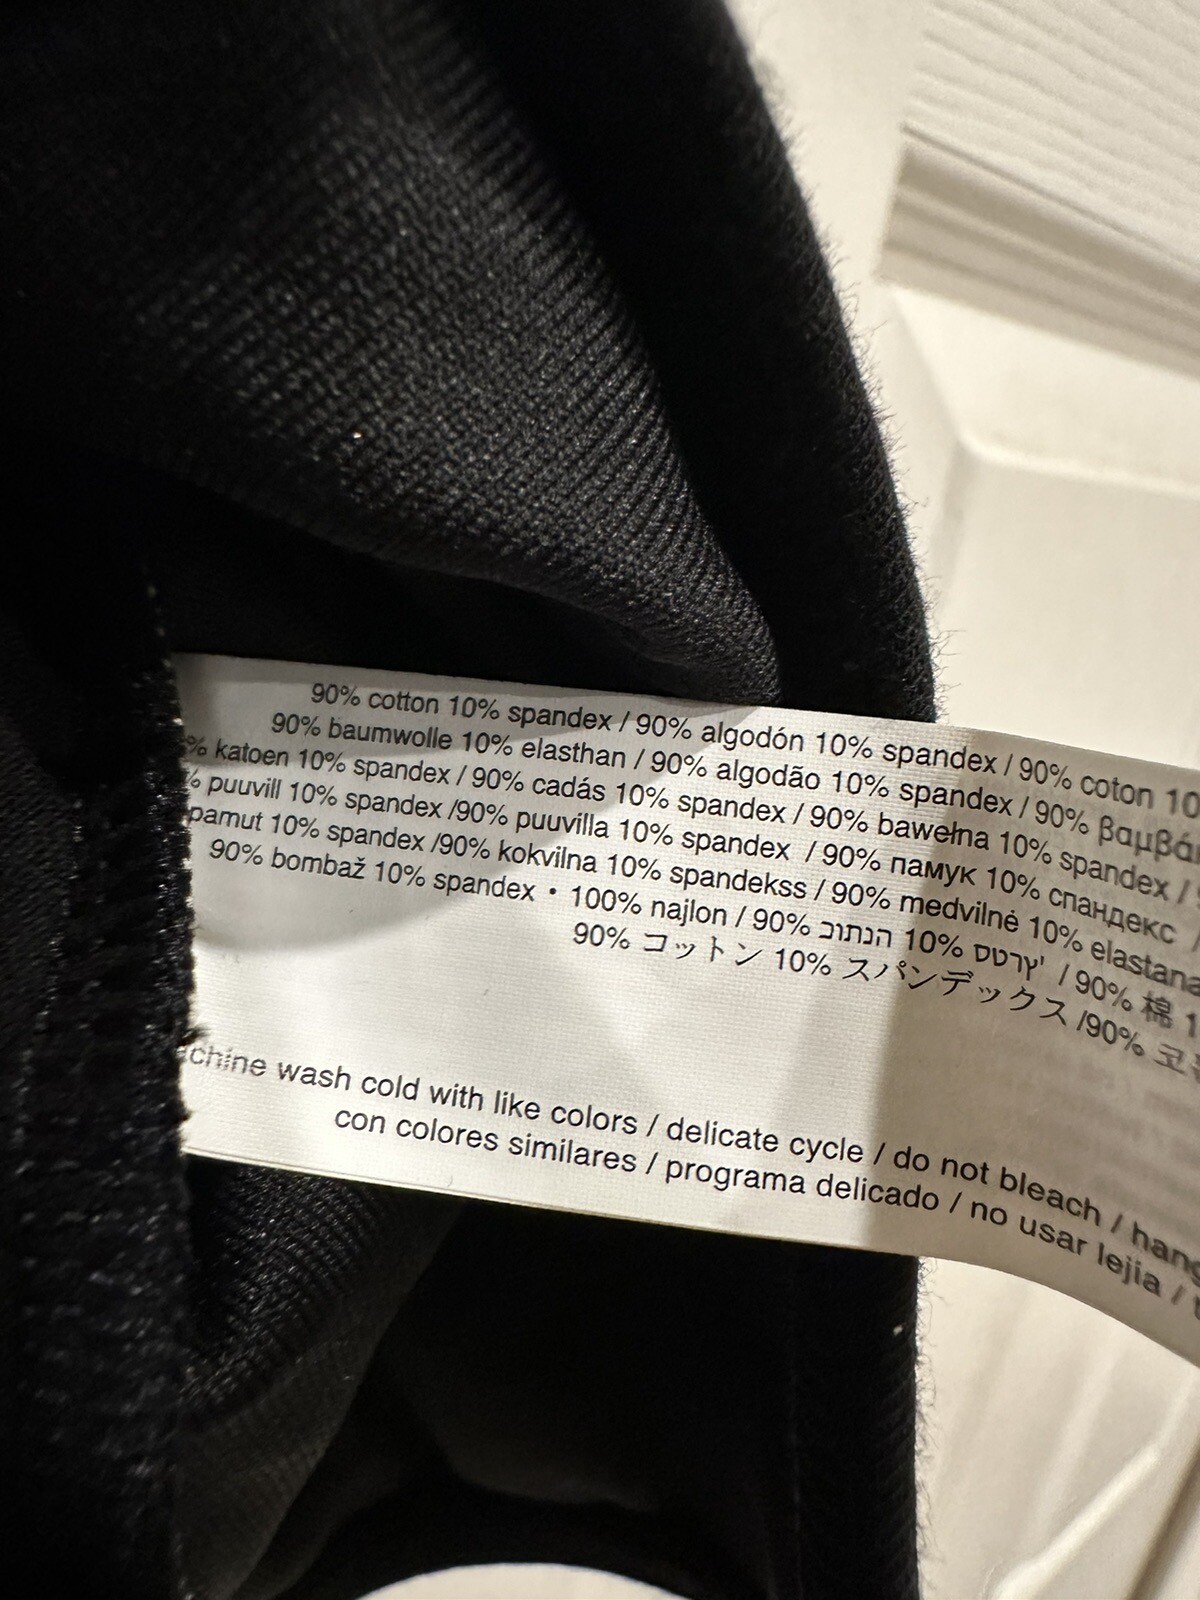 90% cotton 10% spandex / 90% algodón 10% spandex / 90% coton 10
90% baumwolle 10% elasthan / 90% algodão 10% spandex / 90% βαμβά
% katoen 10% spandex / 90% cadás 10% spandex / 90% bawełna 10% spandex /
% puuvill 10% spandex /90% puuvilla 10% spandex / 90% памук 10% спандекс /
pamut 10% spandex /90% kokvilna 10% spandekss / 90% medvilnė 10% elastana
90% bombaž 10% spandex • 100% najlon / 90% הנתוכ 10% ץרטס' / 90% 棉 1
90% コットン 10% スパンデックス /90% 코
chine wash cold with like colors / delicate cycle / do not bleach / hang
con colores similares / programa delicado / no usar lejia /